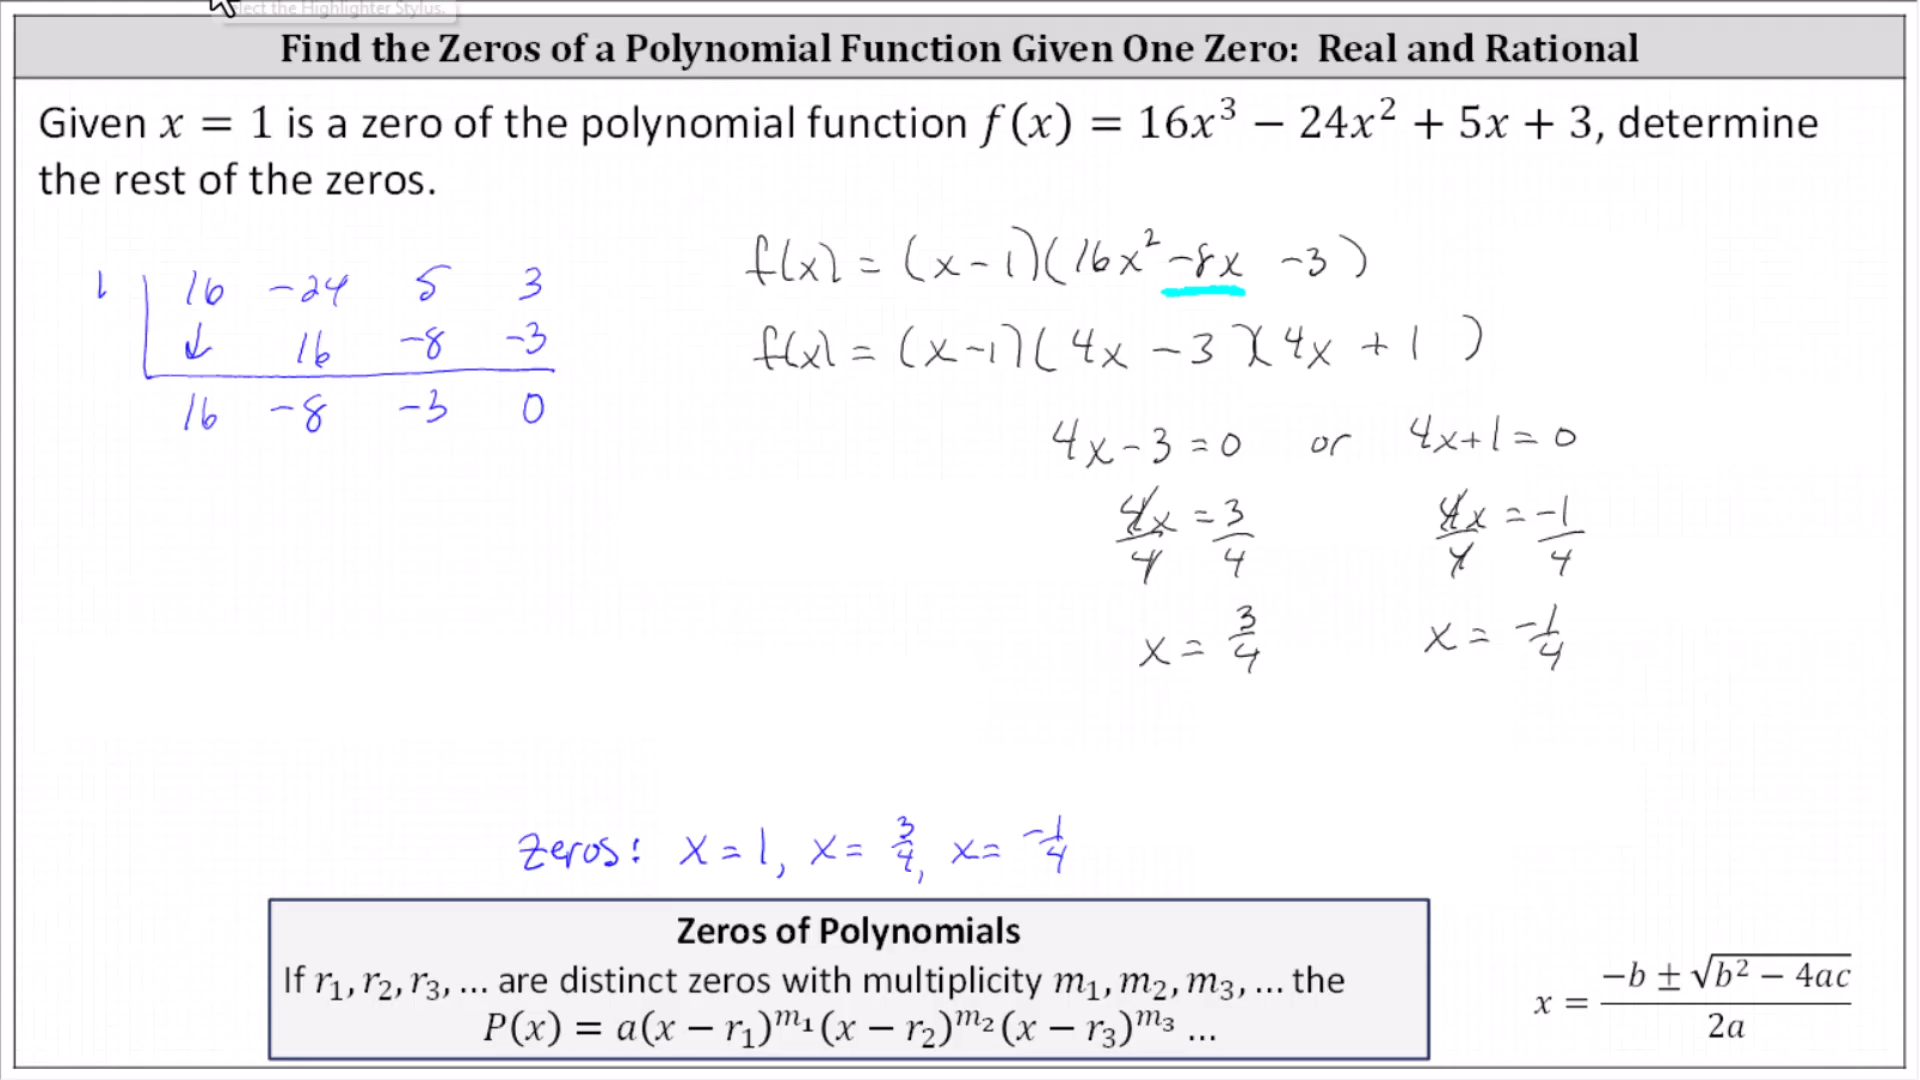 lect the Highlighter Stylus.
Find the Zeros of a Polynomial Function Given One Zero: Real and Rational
Given x = 1 is a zero of the polynomial function f(x) = 16x³ − 24x² + 5x + 3, determine
the rest of the zeros.
1 | 16 -24 5 3
↓ 16 -8 -3
16 -8 -3 0
f(x) = (x-1)(16x² -8x -3)
f(x) = (x-1)(4x -3)(4x +1)
4x-3=0 or 4x+1=0
4x/4 = 3/4 4x/4 = -1/4
x = 3/4 x = -1/4
Zeros: x=1, x=3/4, x=-1/4
Zeros of Polynomials
If r₁, r₂, r₃, … are distinct zeros with multiplicity m₁, m₂, m₃, … the
P(x) = a(x − r₁)^m₁ (x − r₂)^m₂ (x − r₃)^m₃ …
x = (−b ± √(b² − 4ac)) / 2a